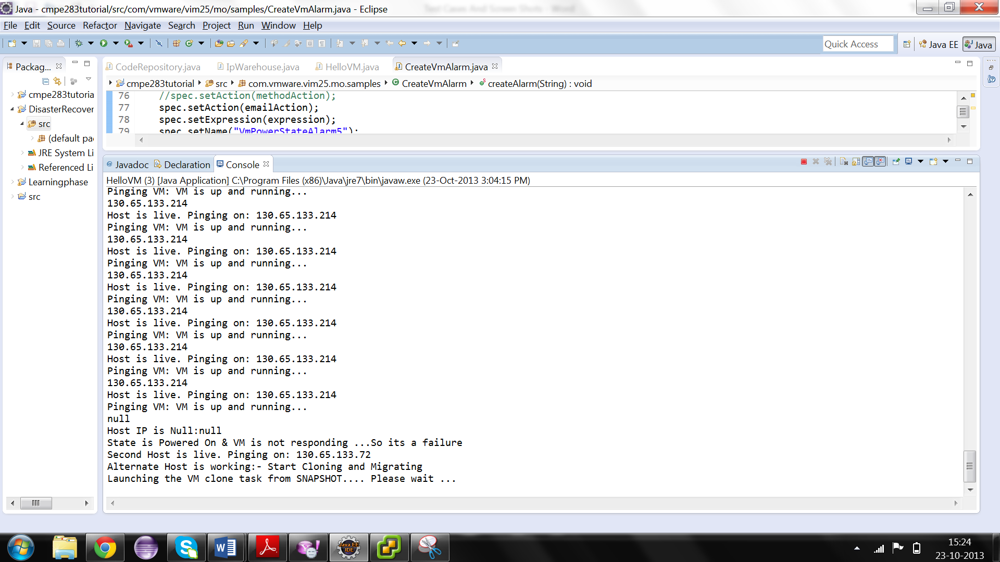 Java - cmpe283tutorial/src/com/vmware/vim25/mo/samples/CreateVmAlarm.java - Eclipse
Test Cases And Screen Shots - Word
File Edit Source Refactor Navigate Search Project Run Window Help
Quick Access
Java EE
Java
Packag...
CodeRepository.java IpWarehouse.java HelloVM.java CreateVmAlarm.java
cmpe283tutorial src com.vmware.vim25.mo.samples CreateVmAlarm createAlarm(String) : void
cmpe283tutoria
DisasterRecover
src
(default pa
JRE System Li
Referenced Li
Learningphase
src
76 //spec.setAction(methodAction);
77 spec.setAction(emailAction);
78 spec.setExpression(expression);
79 spec.setName("VmPowerStateAlarm5");
@ Javadoc Declaration Console
HelloVM (3) [Java Application] C:\Program Files (x86)\Java\jre7\bin\javaw.exe (23-Oct-2013 3:04:15 PM)
Pinging VM: VM is up and running...
130.65.133.214
Host is live. Pinging on: 130.65.133.214
Pinging VM: VM is up and running...
130.65.133.214
Host is live. Pinging on: 130.65.133.214
Pinging VM: VM is up and running...
130.65.133.214
Host is live. Pinging on: 130.65.133.214
Pinging VM: VM is up and running...
130.65.133.214
Host is live. Pinging on: 130.65.133.214
Pinging VM: VM is up and running...
130.65.133.214
Host is live. Pinging on: 130.65.133.214
Pinging VM: VM is up and running...
130.65.133.214
Host is live. Pinging on: 130.65.133.214
Pinging VM: VM is up and running...
null
Host IP is Null:null
State is Powered On & VM is not responding ...So its a failure
Second Host is live. Pinging on: 130.65.133.72
Alternate Host is working:- Start Cloning and Migrating
Launching the VM clone task from SNAPSHOT.... Please wait ...
Java EE
IDE
15:24
23-10-2013